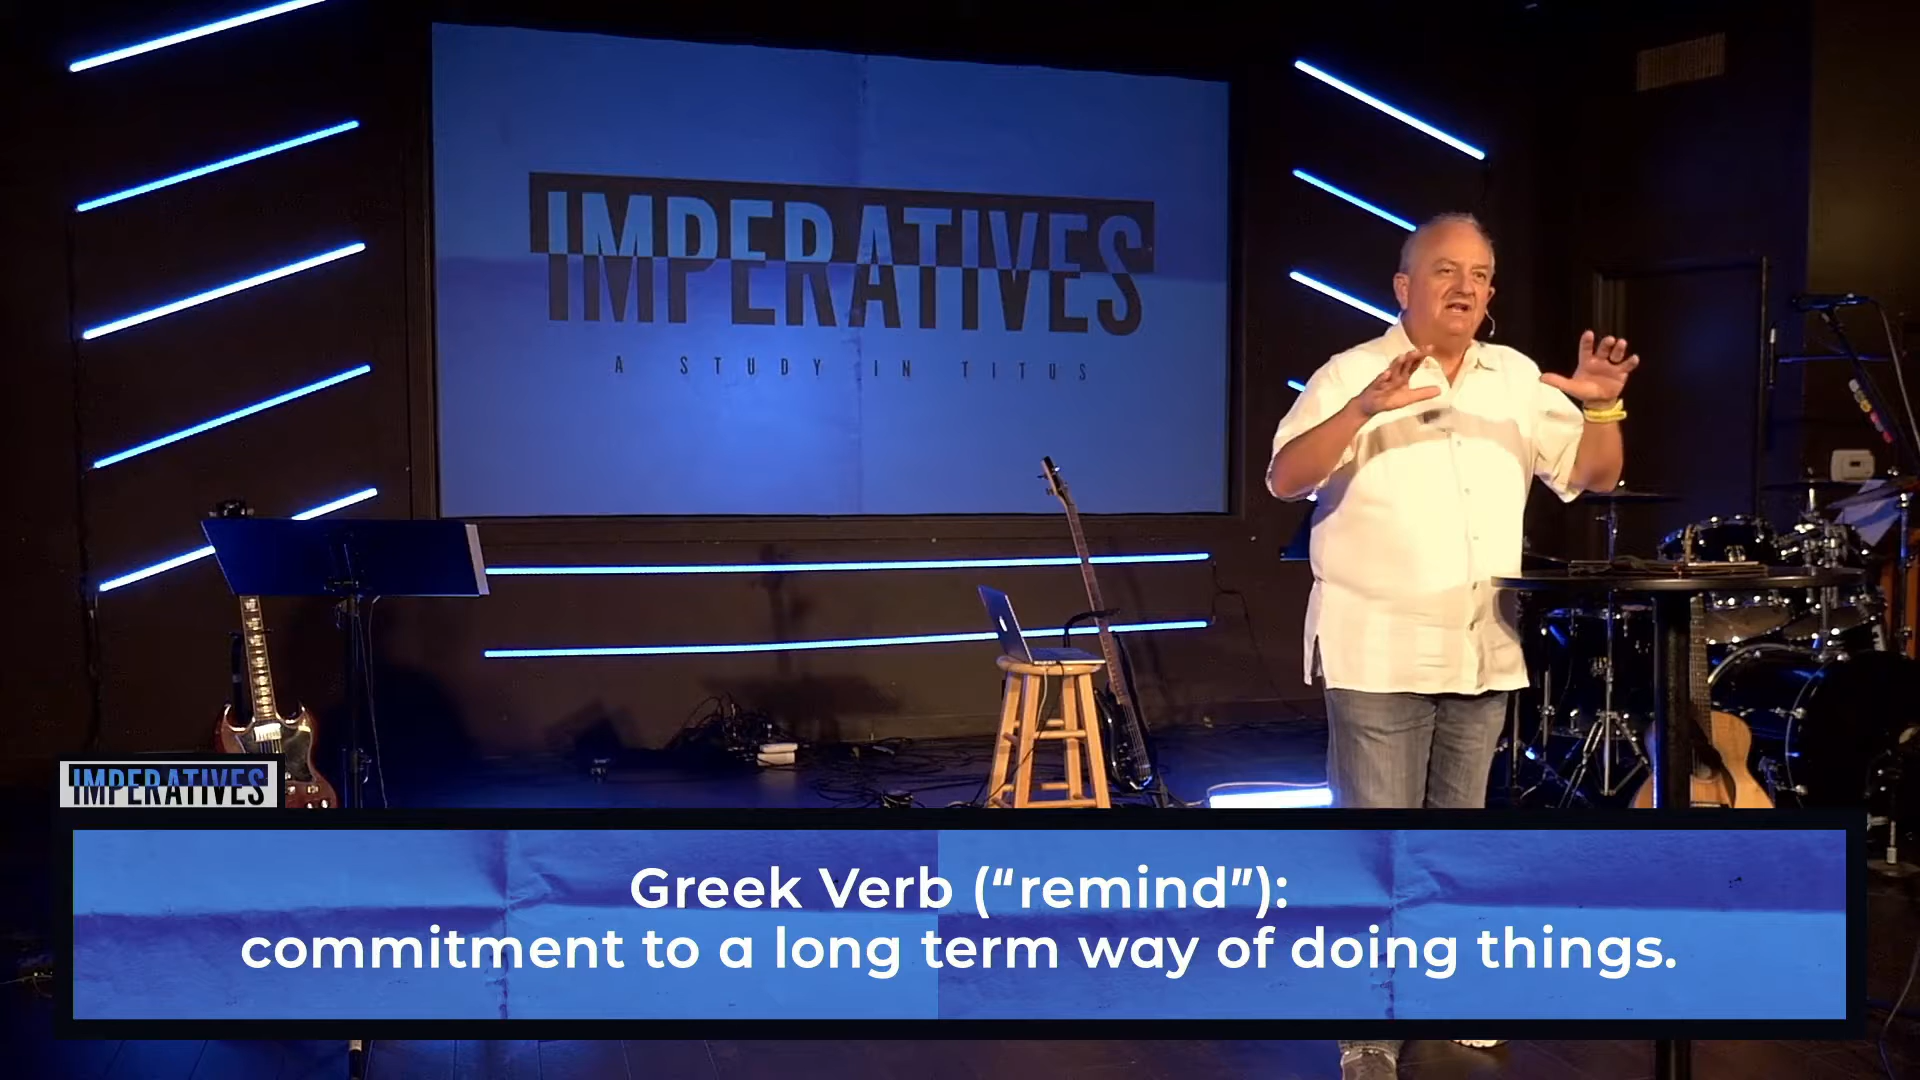 IMPERATIVES
A STUDY IN TITUS
IMPERATIVES
Greek Verb (“remind”):
commitment to a long term way of doing things.